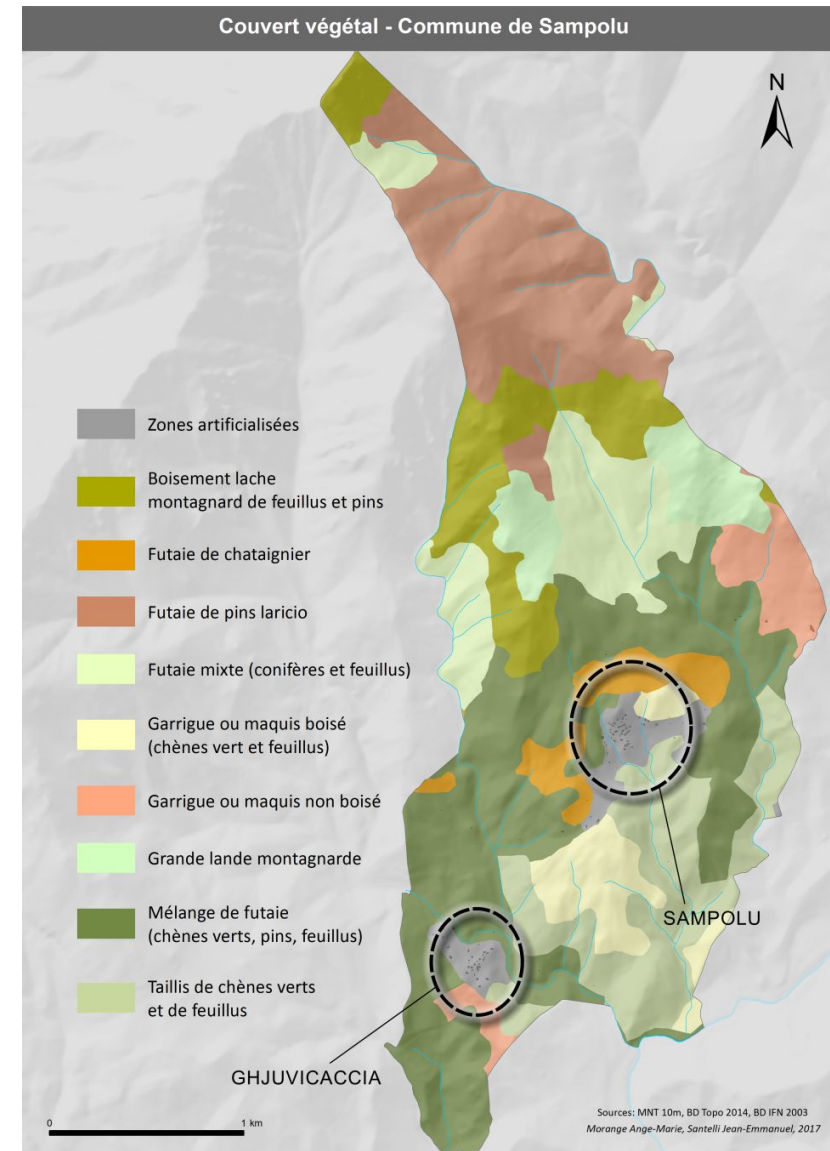 Couvert végétal - Commune de Sampolu
N
Zones artificialisées
Boisement lache
montagnard de feuillus et pins
Futaie de chataignier
Futaie de pins laricio
Futaie mixte (conifères et feuillus)
Garrigue ou maquis boisé
(chènes vert et feuillus)
Garrigue ou maquis non boisé
Grande lande montagnarde
Mélange de futaie
(chènes verts, pins, feuillus)
Taillis de chènes verts
et de feuillus
SAMPOLU
GHJUVICACCIA
0 1 km
Sources: MNT 10m, BD Topo 2014, BD IFN 2003
Morange Ange-Marie, Santelli Jean-Emmanuel, 2017